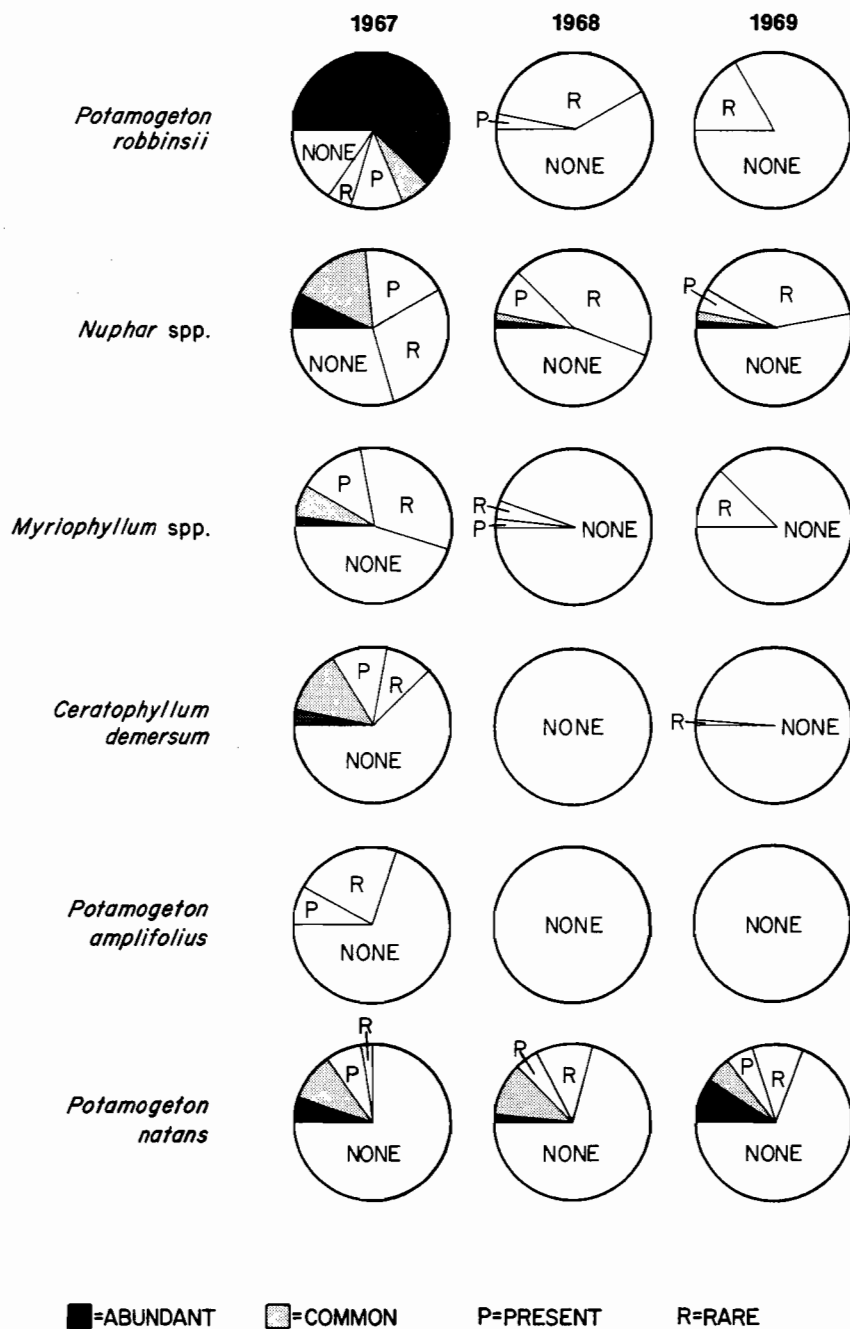 1967 1968 1969
Potamogeton
robbinsii
NONE R P
P R NONE
R NONE
Nuphar spp.
P R NONE
P R NONE
P R NONE
Myriophyllum spp.
P R NONE
R P NONE
R NONE
Ceratophyllum
demersum
P R NONE
NONE
R NONE
Potamogeton
amplifolius
P R NONE
NONE
NONE
Potamogeton
natans
P R NONE
R R NONE
P R NONE
=ABUNDANT =COMMON P=PRESENT R=RARE